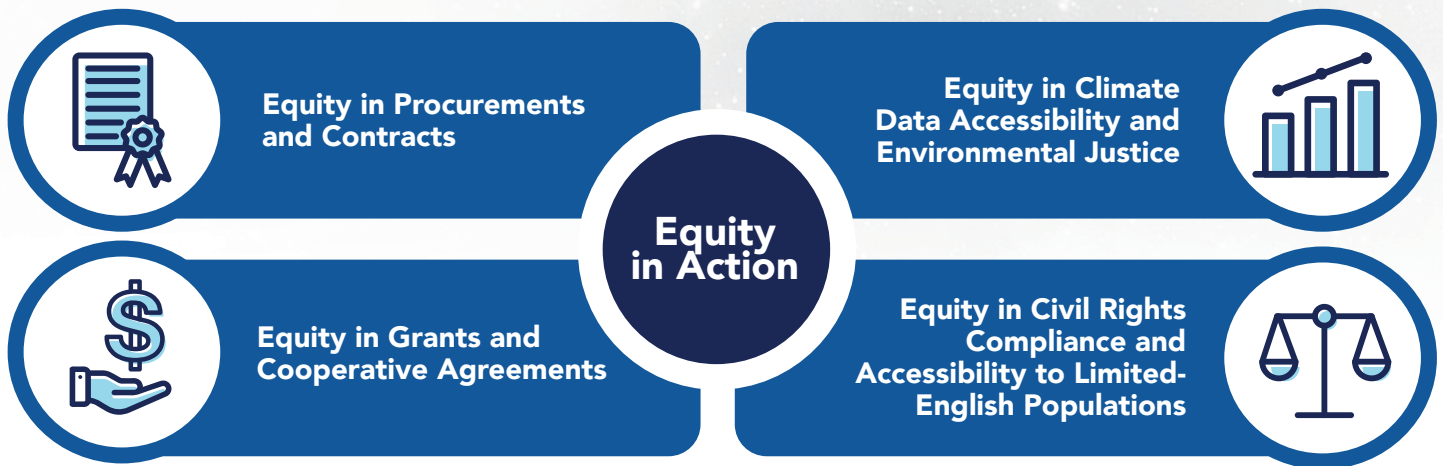 Equity in Procurements
and Contracts
Equity in Climate
Data Accessibility and
Environmental Justice
Equity
in Action
Equity in Grants and
Cooperative Agreements
Equity in Civil Rights
Compliance and
Accessibility to Limited-
English Populations